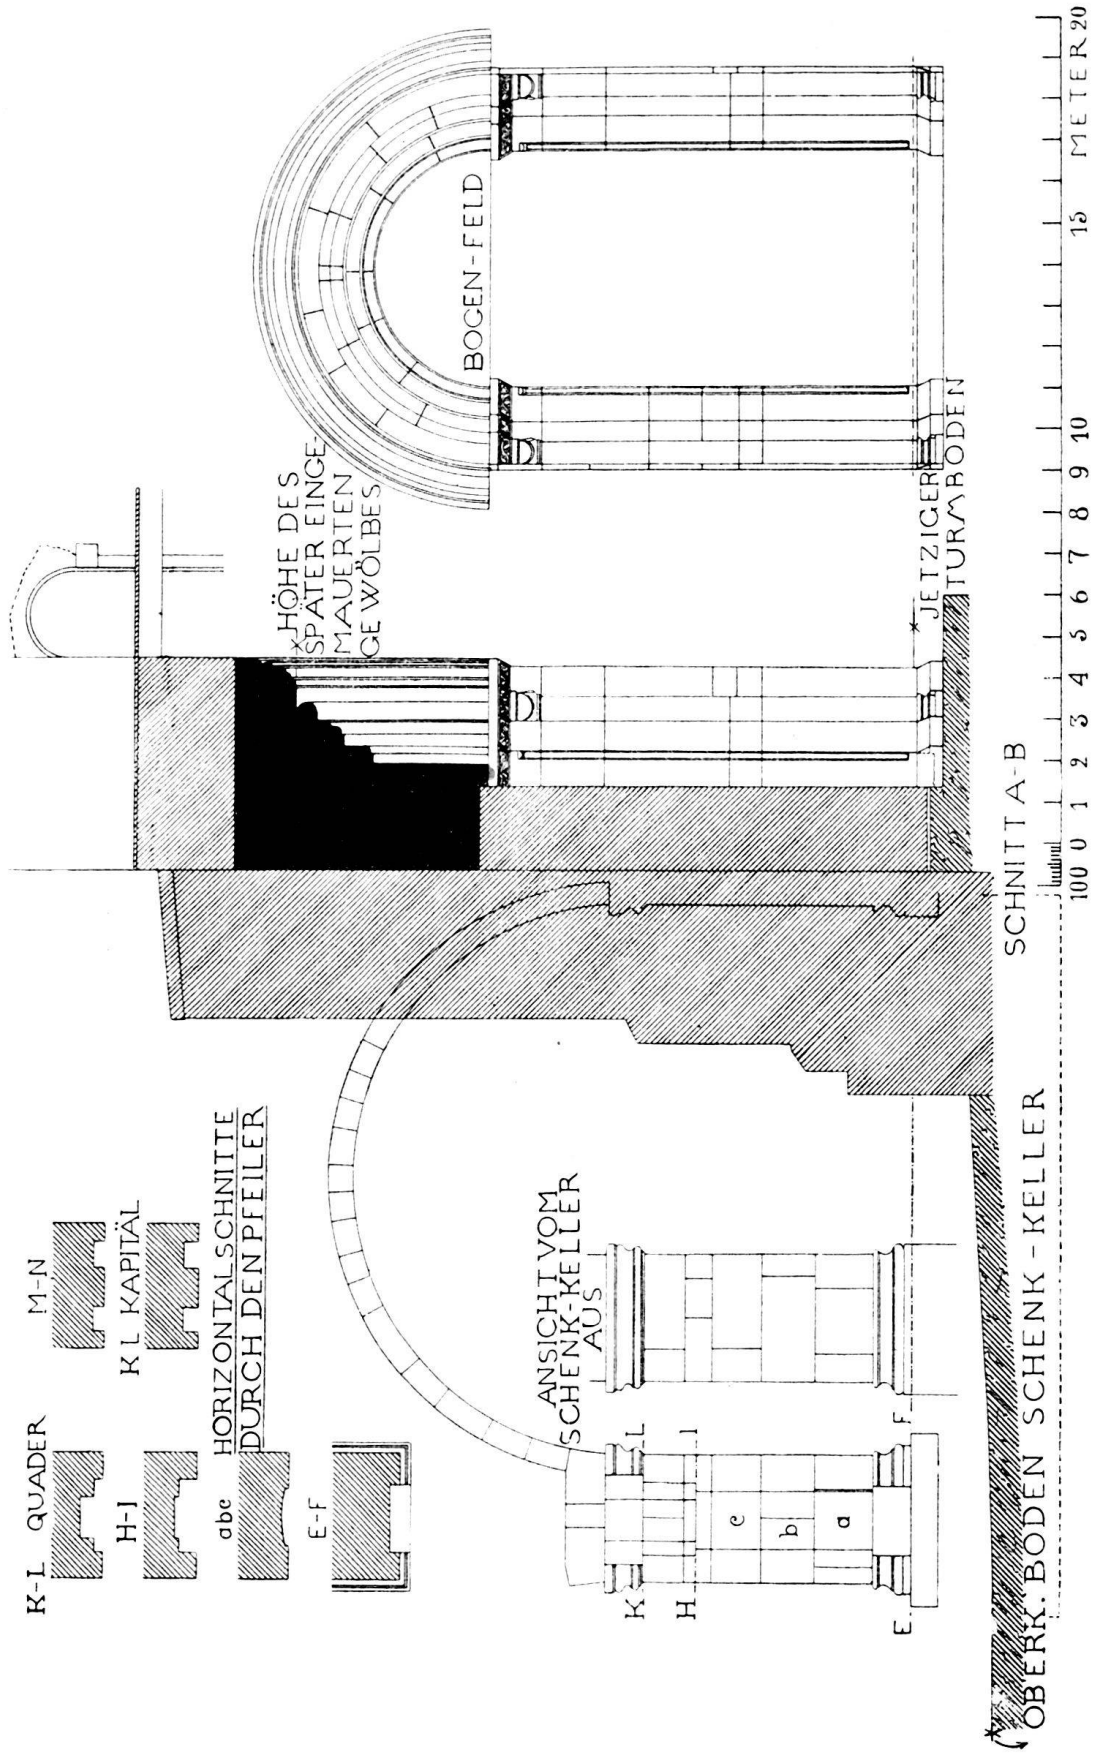 K-L QUADER
M-N
H-J
K L KAPITÄL
abc
HORIZONTALSCHNITTE
DURCH DEN PFEILER
E-F
HÖHE DES
SPÄTER EINGE-
MAUERTEN
GEWÖLBES
BOGEN-FELD
ANSICHT VOM
SCHENK-KELLER
AUS
K
L
H
I
c
b
a
E
F
JETZIGER
TURMBODEN
SCHNITT A-B
OBERK. BODEN SCHENK-KELLER
100 0 1 2 3 4 5 6 7 8 9 10 15 METER 20